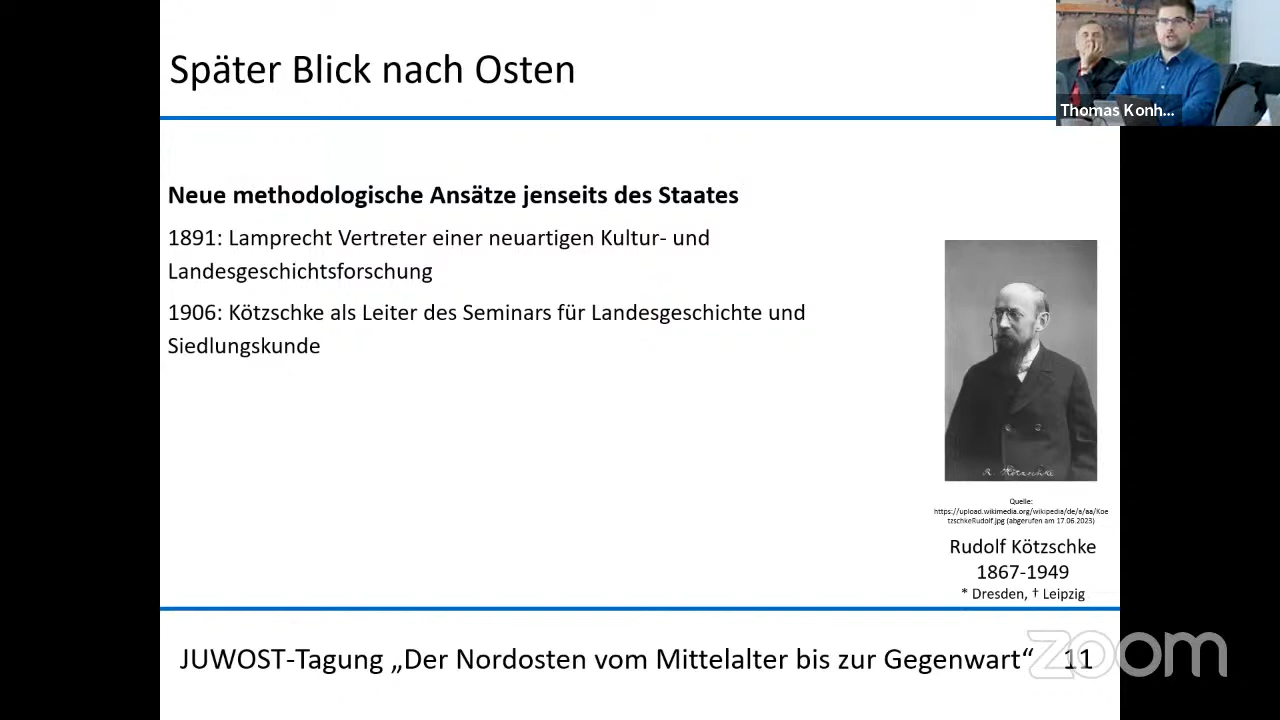 Später Blick nach Osten
Thomas Konh...
Neue methodologische Ansätze jenseits des Staates
1891: Lamprecht Vertreter einer neuartigen Kultur- und
Landesgeschichtsforschung
1906: Kötzschke als Leiter des Seminars für Landesgeschichte und
Siedlungskunde
R. Kötzschke
Quelle:
https://upload.wikimedia.org/wikipedia/de/a/aa/Koe
tzschkeRudolf.jpg (abgerufen am 17.06.2023)
Rudolf Kötzschke
1867-1949
* Dresden, † Leipzig
JUWOST-Tagung „Der Nordosten vom Mittelalter bis zur Gegenwart“ 11
zoom